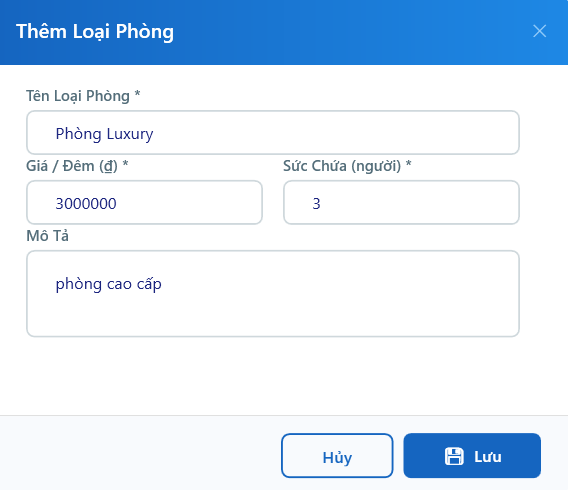 Thêm Loại Phòng
Tên Loại Phòng *
Phòng Luxury
Giá / Đêm (₫) * Sức Chứa (người) *
3000000 3
Mô Tả
phòng cao cấp
Hủy Lưu